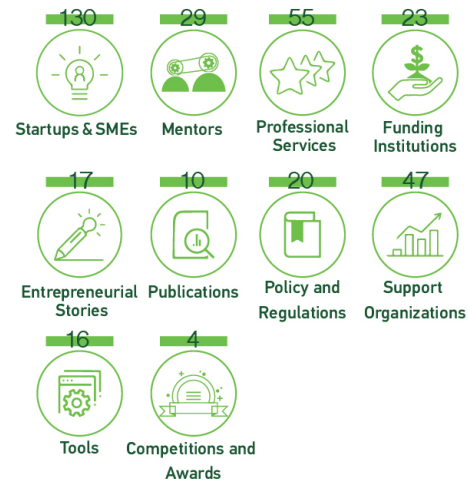 130 29 55 23
Startups & SMEs Mentors Professional Services Funding Institutions
17 10 20 47
Entrepreneurial Stories Publications Policy and Regulations Support Organizations
16 4
Tools Competitions and Awards